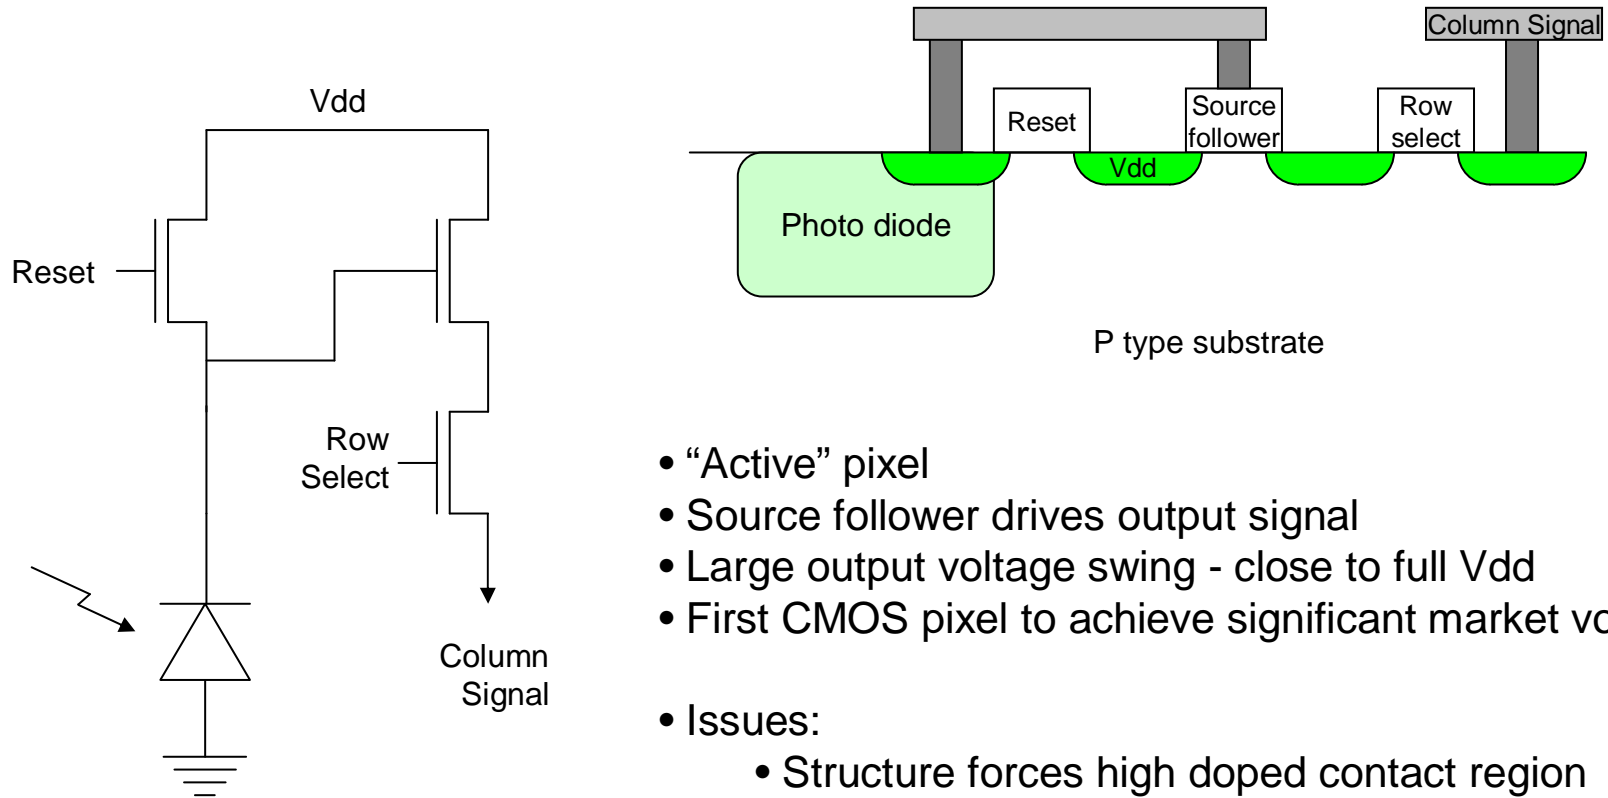 Vdd
Reset
Row
Select
Column
Signal
Column Signal
Reset
Source
follower
Row
select
Vdd
Photo diode
P type substrate
• “Active” pixel
• Source follower drives output signal
• Large output voltage swing - close to full Vdd
• First CMOS pixel to achieve significant market
• Issues:
• Structure forces high doped contact region